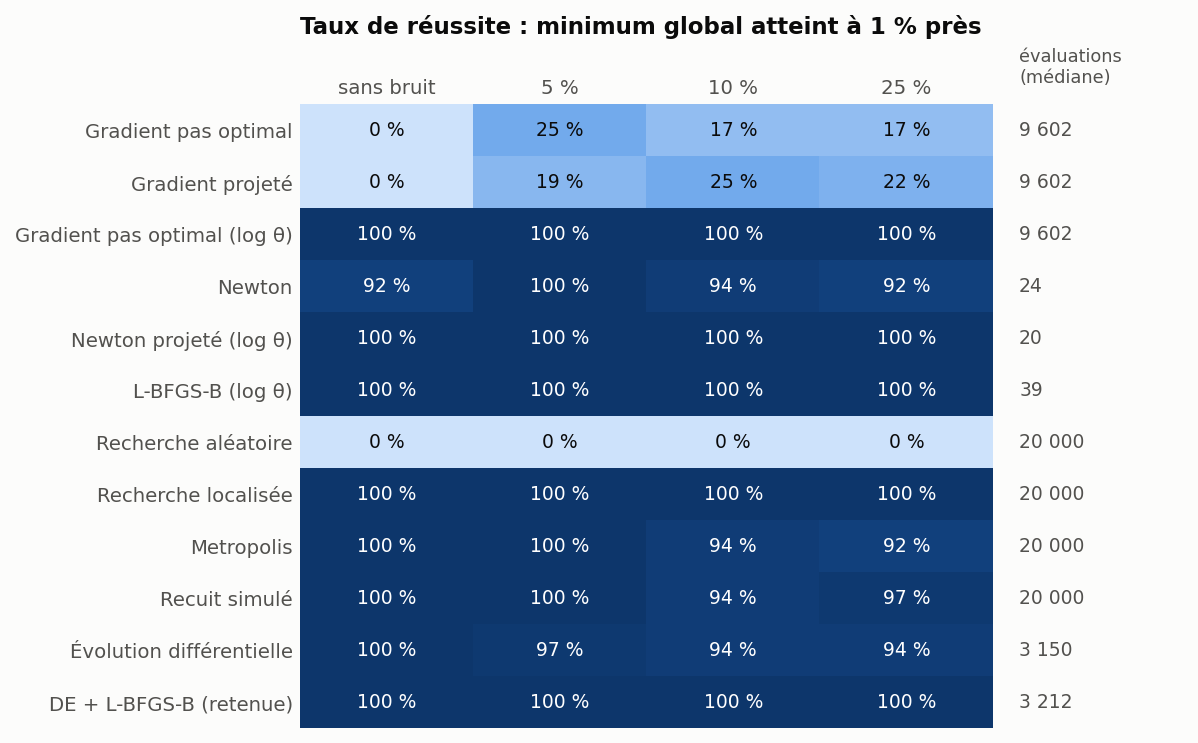 Taux de réussite : minimum global atteint à 1 % près
évaluations
(médiane)
sans bruit 5 % 10 % 25 %
Gradient pas optimal 0 % 25 % 17 % 17 % 9 602
Gradient projeté 0 % 19 % 25 % 22 % 9 602
Gradient pas optimal (log θ) 100 % 100 % 100 % 100 % 9 602
Newton 92 % 100 % 94 % 92 % 24
Newton projeté (log θ) 100 % 100 % 100 % 100 % 20
L-BFGS-B (log θ) 100 % 100 % 100 % 100 % 39
Recherche aléatoire 0 % 0 % 0 % 0 % 20 000
Recherche localisée 100 % 100 % 100 % 100 % 20 000
Metropolis 100 % 100 % 94 % 92 % 20 000
Recuit simulé 100 % 100 % 94 % 97 % 20 000
Évolution différentielle 100 % 97 % 94 % 94 % 3 150
DE + L-BFGS-B (retenue) 100 % 100 % 100 % 100 % 3 212